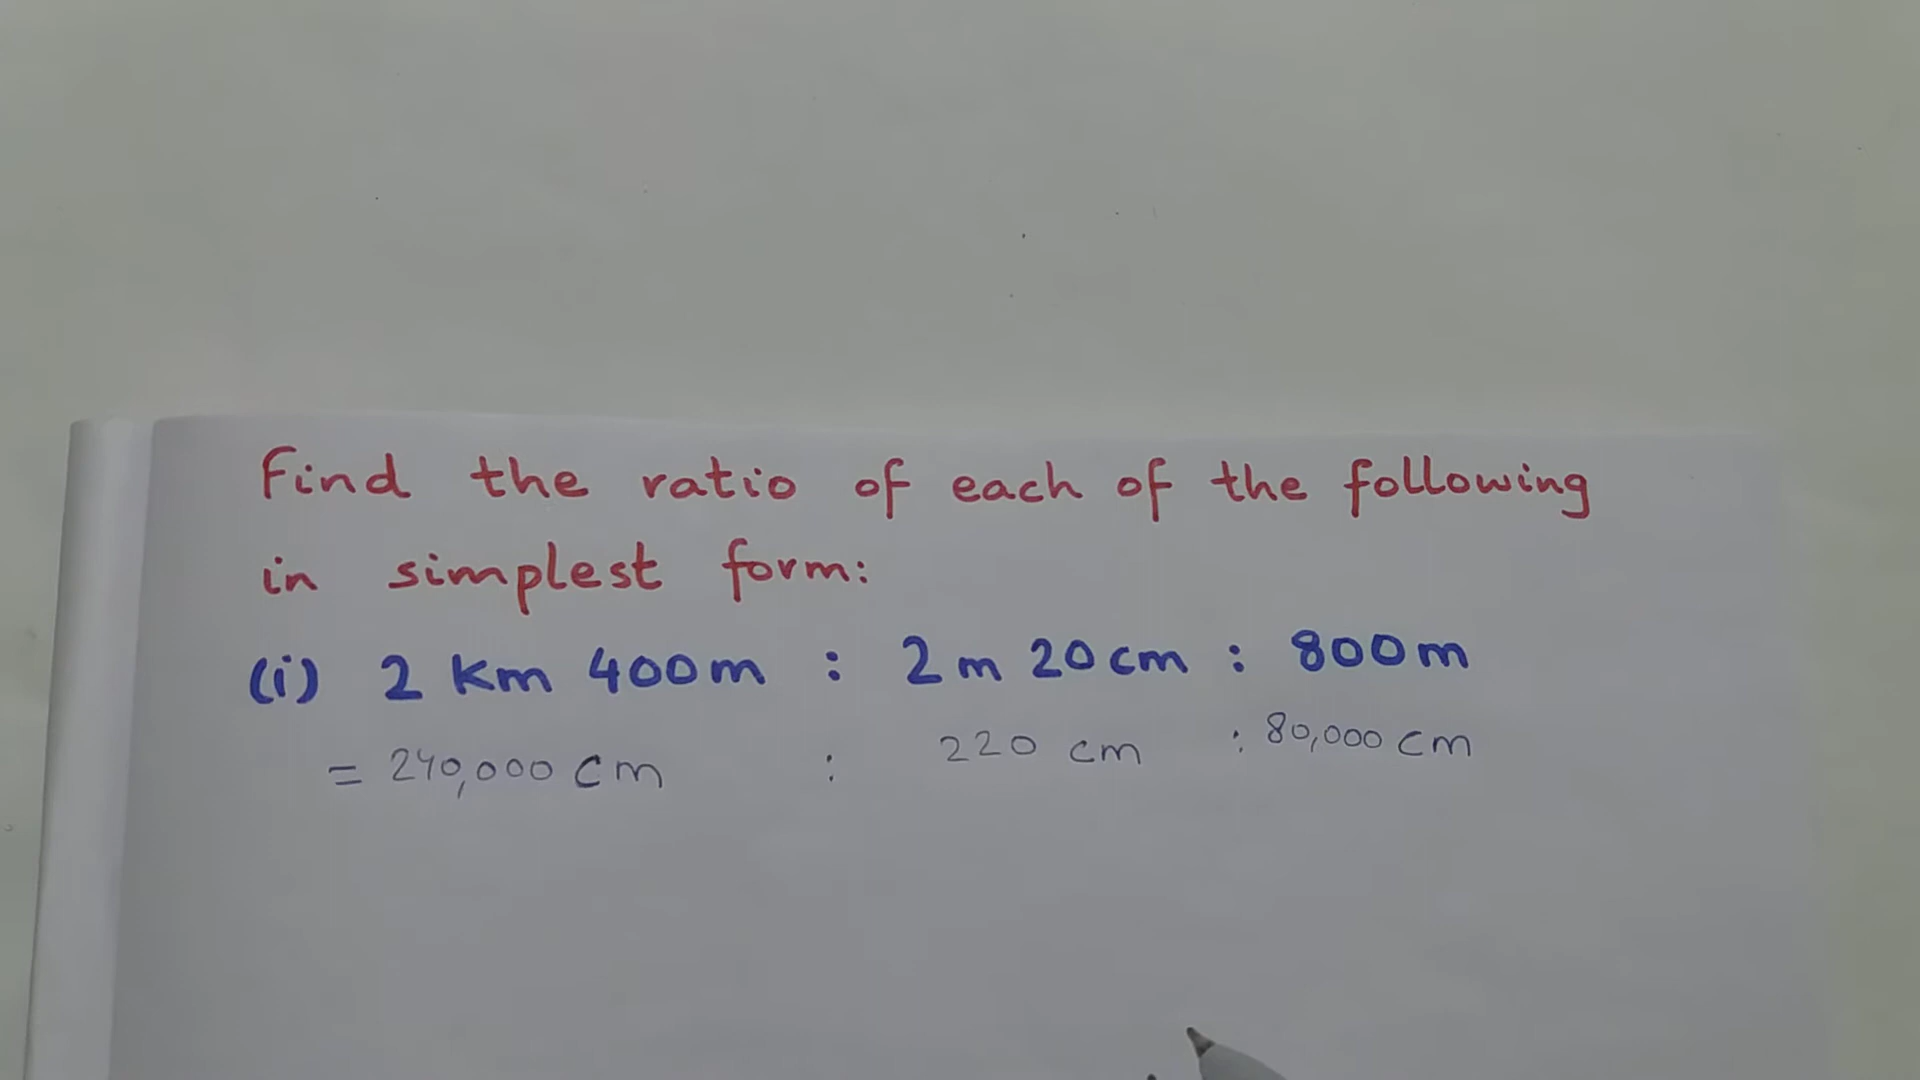 Find the ratio of each of the following
in simplest form:
(i) 2 Km 400m : 2m 20cm : 800m
= 240,000 cm : 220 cm : 80,000 cm